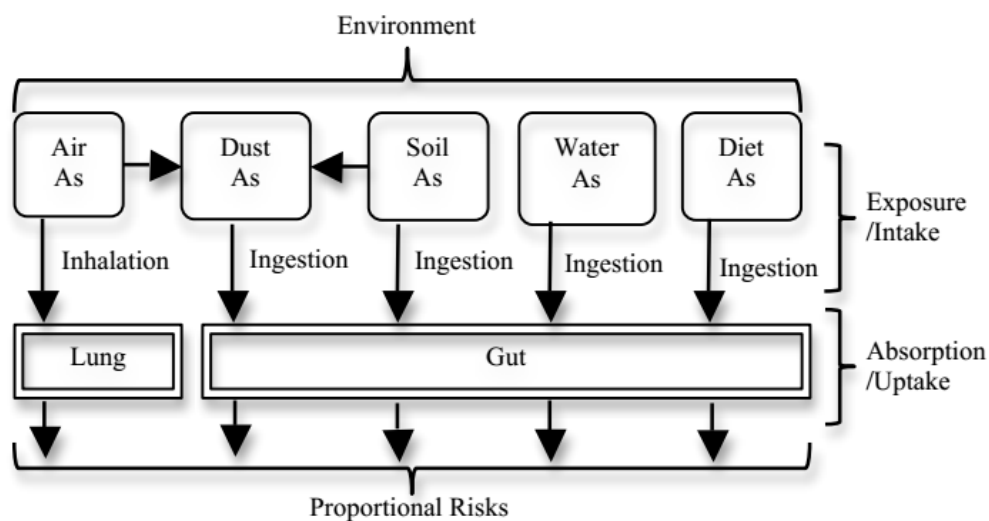 Environment
Air
As
Dust
As
Soil
As
Water
As
Diet
As
Exposure
/Intake
Inhalation
Ingestion
Ingestion
Ingestion
Ingestion
Lung
Gut
Absorption
/Uptake
Proportional Risks